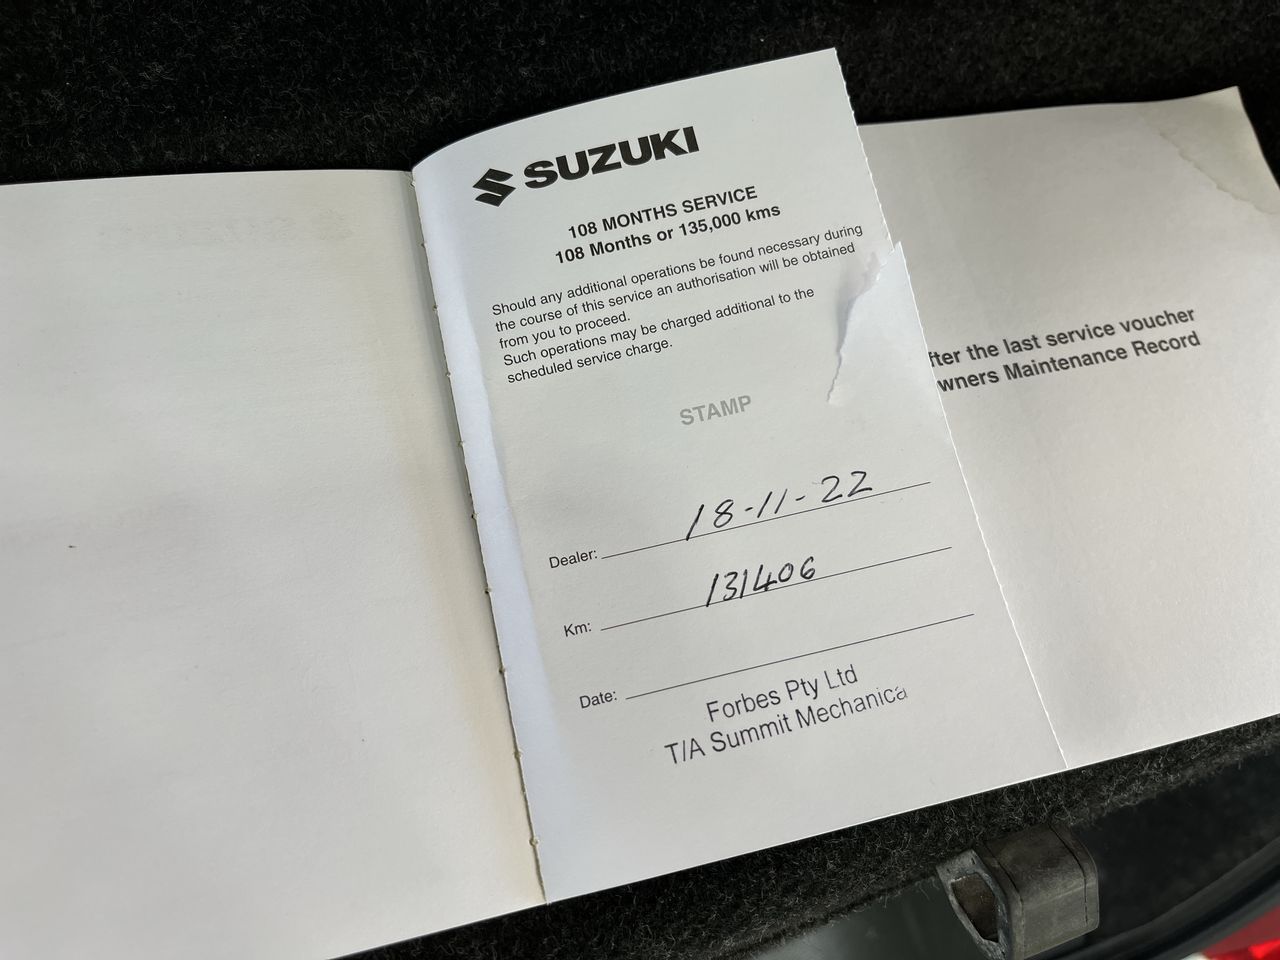 SUZUKI
108 MONTHS SERVICE
108 Months or 135,000 kms
Should any additional operations be found necessary during
the course of this service an authorisation will be obtained
from you to proceed.
Such operations may be charged additional to the
scheduled service charge.
STAMP
18-11-22
Dealer:
131406
Km:
Date:
Forbes Pty Ltd
T/A Summit Mechanica
fter the last service voucher
wners Maintenance Record